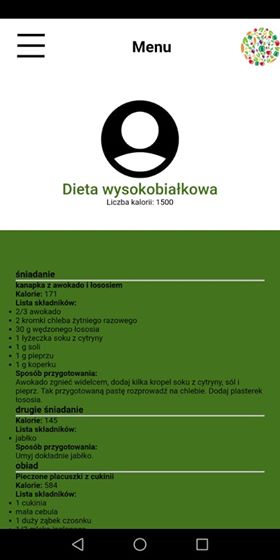 Menu
Dieta wysokobiałkowa
Liczba kalorii: 1500
śniadanie
kanapka z awokado i łososiem
Kalorie: 171
Lista składników:
• 2/3 awokado
• 2 kromki chleba żytniego razowego
• 30 g wędzonego łososia
• 1 łyżeczka soku z cytryny
• 1 g soli
• 1 g pieprzu
• 1 g koperku
Sposób przygotowania:
Awokado zgnieć widelcem, dodaj kilka kropel soku z cytryny, sól i
pieprz. Tak przygotowaną pastę rozprowadź na chlebie. Dodaj plasterek
łososia.
drugie śniadanie
Kalorie: 145
Lista składników:
• jabłko
Sposób przygotowania:
Umyj dokładnie jabłko.
obiad
Pieczone placuszki z cukinii
Kalorie: 584
Lista składników:
• 1 cukinia
• mała cebula
• 1 duży ząbek czosnku